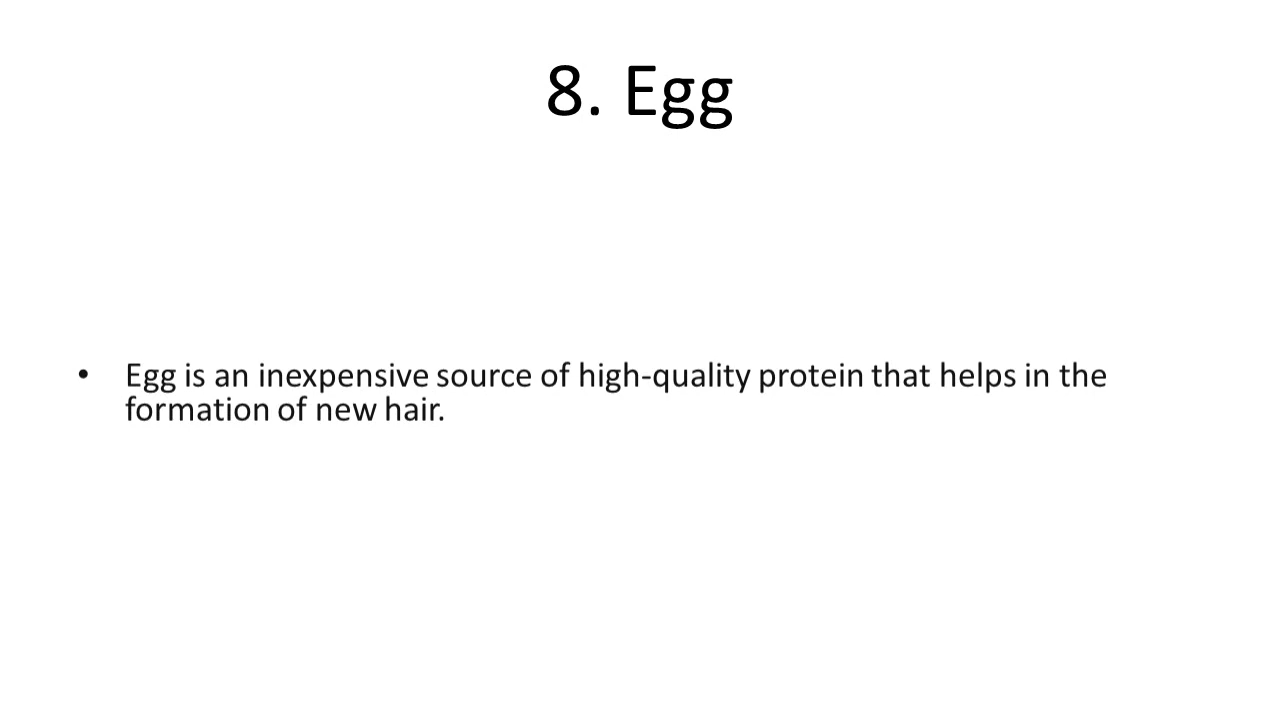 8. Egg
• Egg is an inexpensive source of high-quality protein that helps in the
formation of new hair.